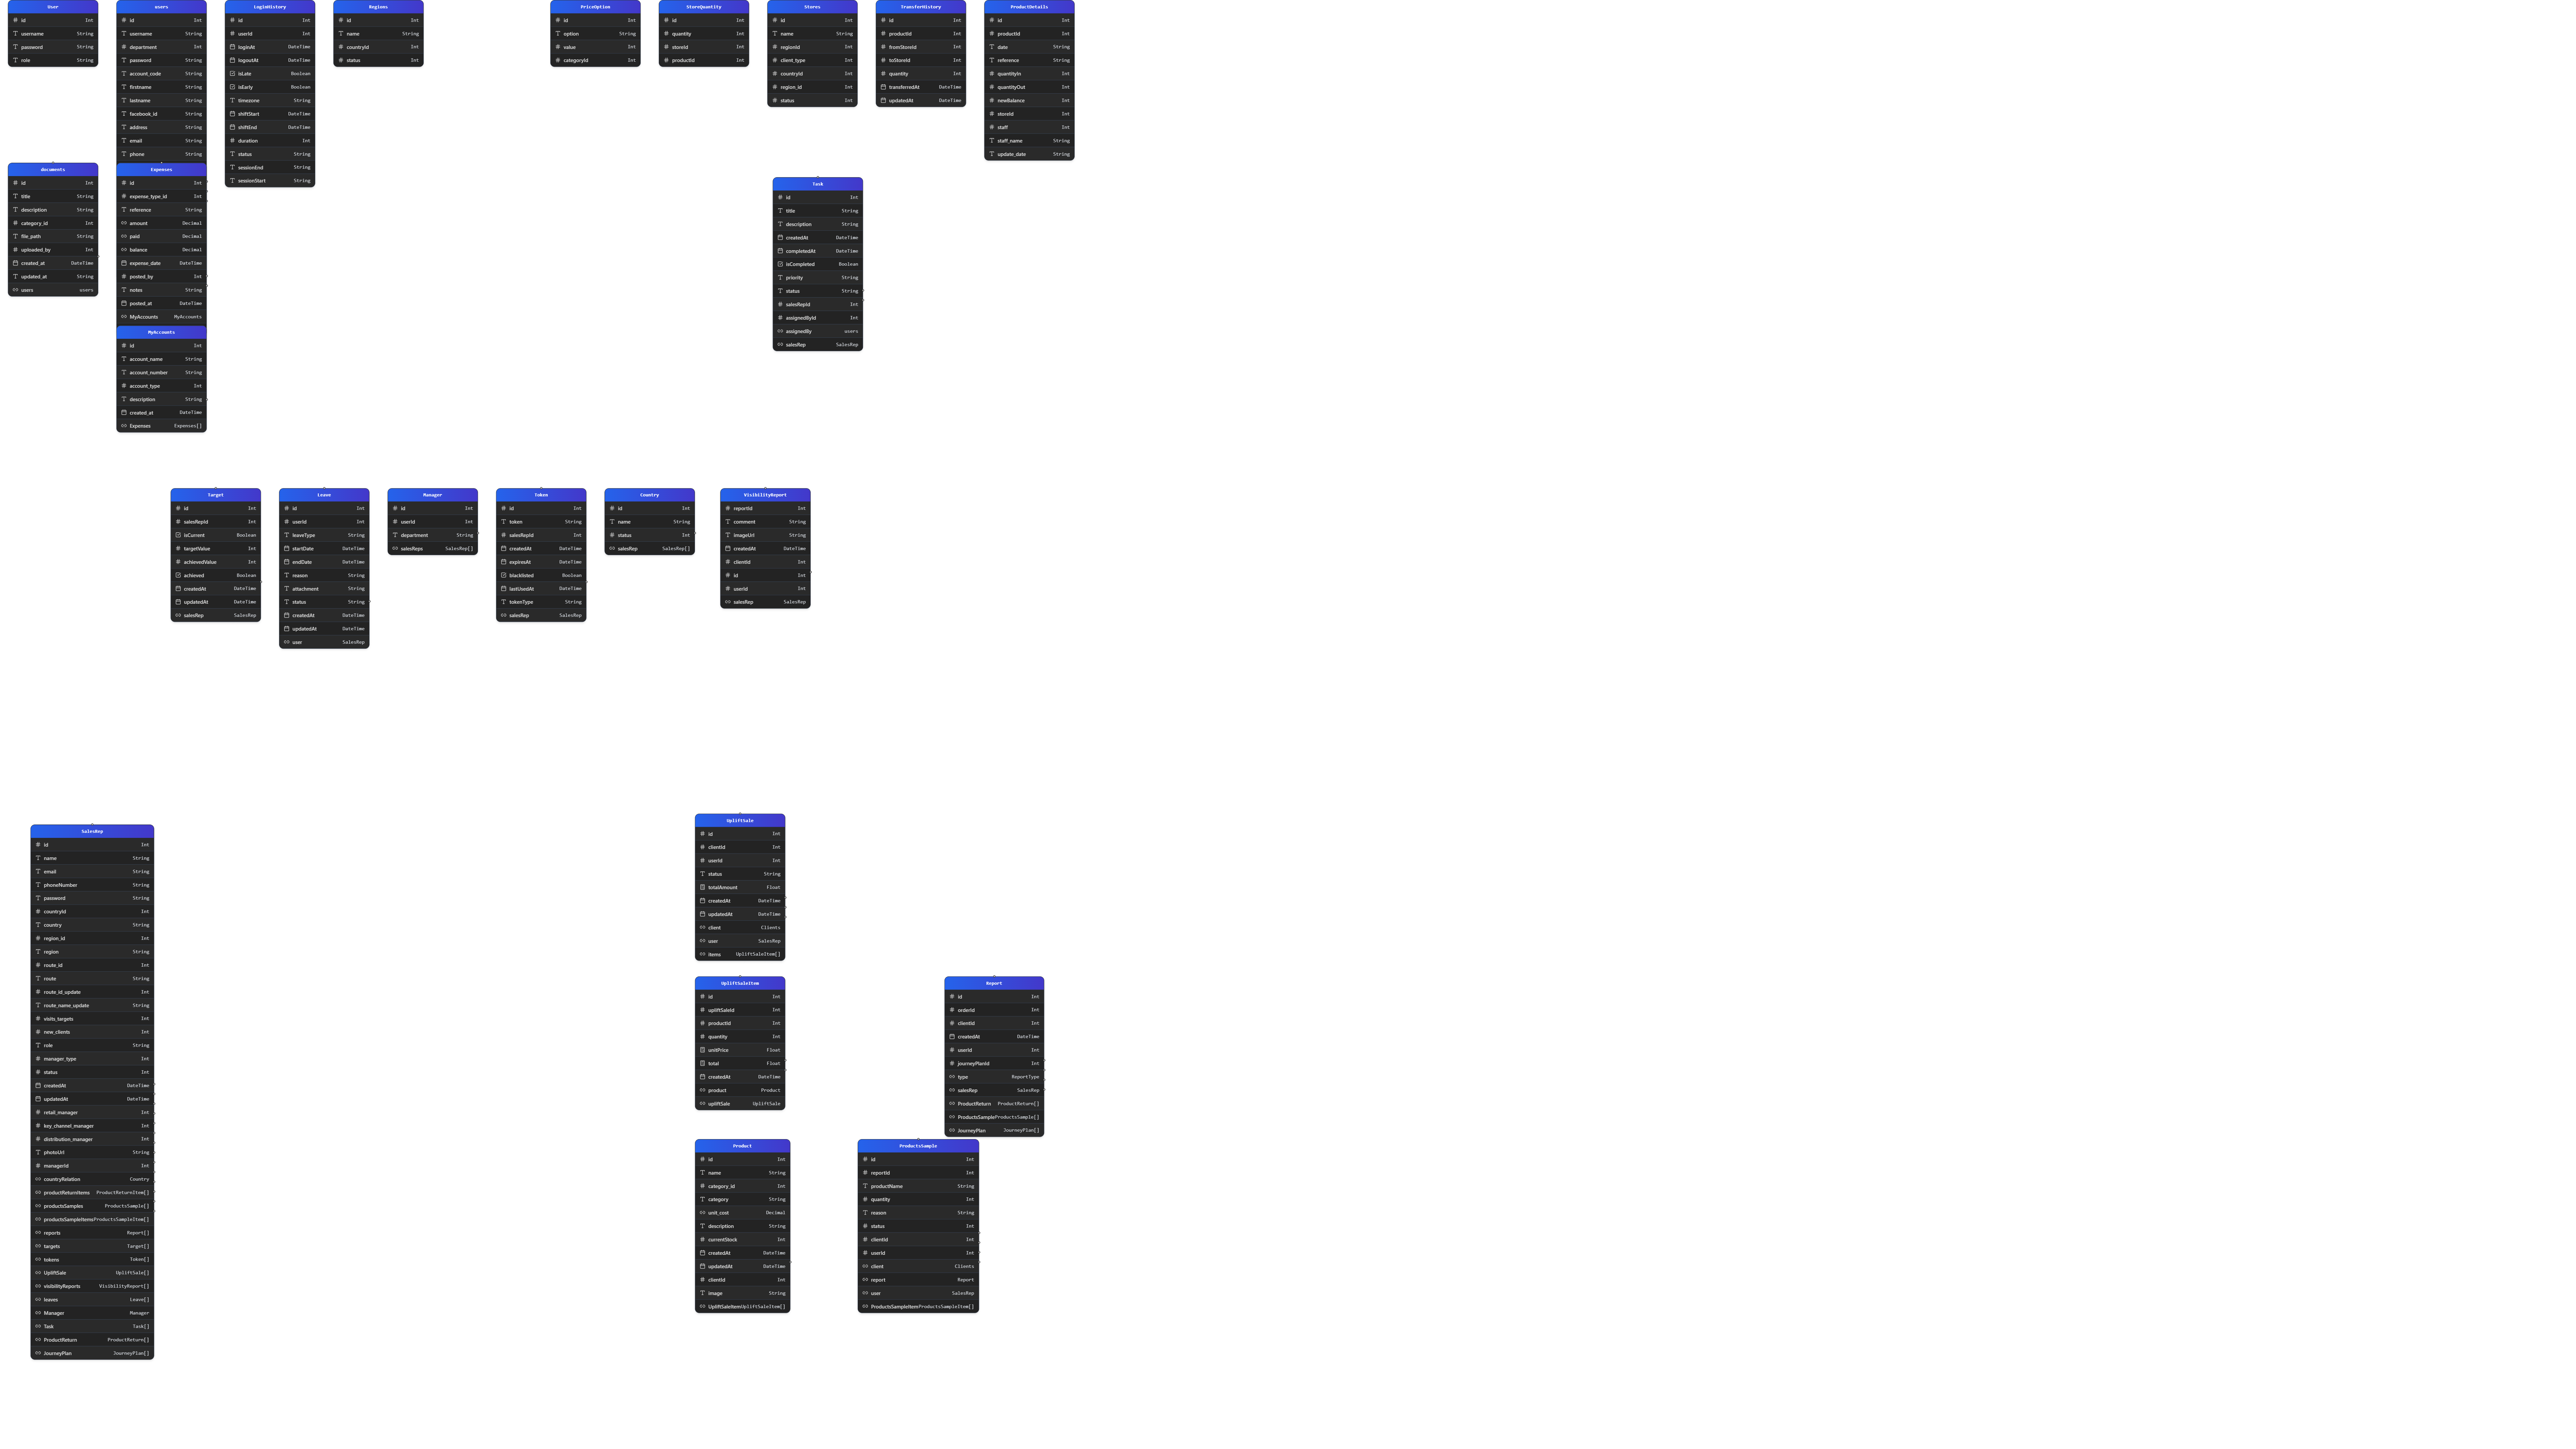 User
id Int
username String
password String
role String
users
id Int
username String
department Int
password String
account_code String
firstname String
lastname String
facebook_id String
address String
email String
phone String
LoginHistory
id Int
userId Int
loginAt DateTime
logoutAt DateTime
isLate Boolean
isEarly Boolean
timezone String
shiftStart DateTime
shiftEnd DateTime
duration Int
status String
sessionEnd String
sessionStart String
Regions
id Int
name String
countryId Int
status Int
PriceOption
id Int
option String
value Int
categoryId Int
StoreQuantity
id Int
quantity Int
storeId Int
productId Int
Stores
id Int
name String
regionId Int
client_type Int
countryId Int
region_id Int
status Int
TransferHistory
id Int
productId Int
fromStoreId Int
toStoreId Int
quantity Int
transferredAt DateTime
updatedAt DateTime
ProductDetails
id Int
productId Int
date String
reference String
quantityIn Int
quantityOut Int
newBalance Int
storeId Int
staff Int
staff_name String
update_date String
documents
id Int
title String
description String
category_id Int
file_path String
uploaded_by Int
created_at DateTime
updated_at String
users users
Expenses
id Int
expense_type_id Int
reference String
amount Decimal
paid Decimal
balance Decimal
expense_date DateTime
posted_by Int
notes String
posted_at DateTime
MyAccounts MyAccounts
MyAccounts
id Int
account_name String
account_number String
account_type Int
description String
created_at DateTime
Expenses Expenses[]
Task
id Int
title String
description String
createdAt DateTime
completedAt DateTime
isCompleted Boolean
priority String
status String
salesRepId Int
assignedById Int
assignedBy users
salesRep SalesRep
Target
id Int
salesRepId Int
isCurrent Boolean
targetValue Int
achievedValue Int
achieved Boolean
createdAt DateTime
updatedAt DateTime
salesRep SalesRep
Leave
id Int
userId Int
leaveType String
startDate DateTime
endDate DateTime
reason String
attachment String
status String
createdAt DateTime
updatedAt DateTime
user SalesRep
Manager
id Int
userId Int
department String
salesReps SalesRep[]
Token
id Int
token String
salesRepId Int
createdAt DateTime
expiresAt DateTime
blacklisted Boolean
lastUsedAt DateTime
tokenType String
salesRep SalesRep
Country
id Int
name String
status Int
salesRep SalesRep[]
VisibilityReport
reportId Int
comment String
imageUrl String
createdAt DateTime
clientId Int
id Int
userId Int
salesRep SalesRep
SalesRep
id Int
name String
email String
phoneNumber String
password String
countryId Int
country String
region_id Int
region String
route_id Int
route String
route_id_update Int
route_name_update String
visits_targets Int
new_clients Int
role String
manager_type Int
status Int
createdAt DateTime
updatedAt DateTime
retail_manager Int
key_channel_manager Int
distribution_manager Int
photoUrl String
managerId Int
countryRelation Country
productReturnItems ProductReturnItem[]
productsSamples ProductsSample[]
productsSampleItems ProductsSampleItem[]
reports Report[]
targets Target[]
tokens Token[]
UpliftSale UpliftSale[]
visibilityReports VisibilityReport[]
leaves Leave[]
Manager Manager
Task Task[]
ProductReturn ProductReturn[]
JourneyPlan JourneyPlan[]
UpliftSale
id Int
clientId Int
userId Int
status String
totalAmount Float
createdAt DateTime
updatedAt DateTime
client Clients
user SalesRep
items UpliftSaleItem[]
UpliftSaleItem
id Int
upliftSaleId Int
productId Int
quantity Int
unitPrice Float
total Float
createdAt DateTime
product Product
upliftSale UpliftSale
Report
id Int
orderId Int
clientId Int
createdAt DateTime
userId Int
journeyPlanId Int
type ReportType
salesRep SalesRep
ProductReturn ProductReturn[]
ProductsSample ProductsSample[]
JourneyPlan JourneyPlan[]
Product
id Int
name String
category_id Int
category String
unit_cost Decimal
description String
currentStock Int
createdAt DateTime
updatedAt DateTime
clientId Int
image String
UpliftSaleItem UpliftSaleItem[]
ProductsSample
id Int
reportId Int
productName String
quantity Int
reason String
status Int
clientId Int
userId Int
client Clients
report Report
user SalesRep
ProductsSampleItem ProductsSampleItem[]